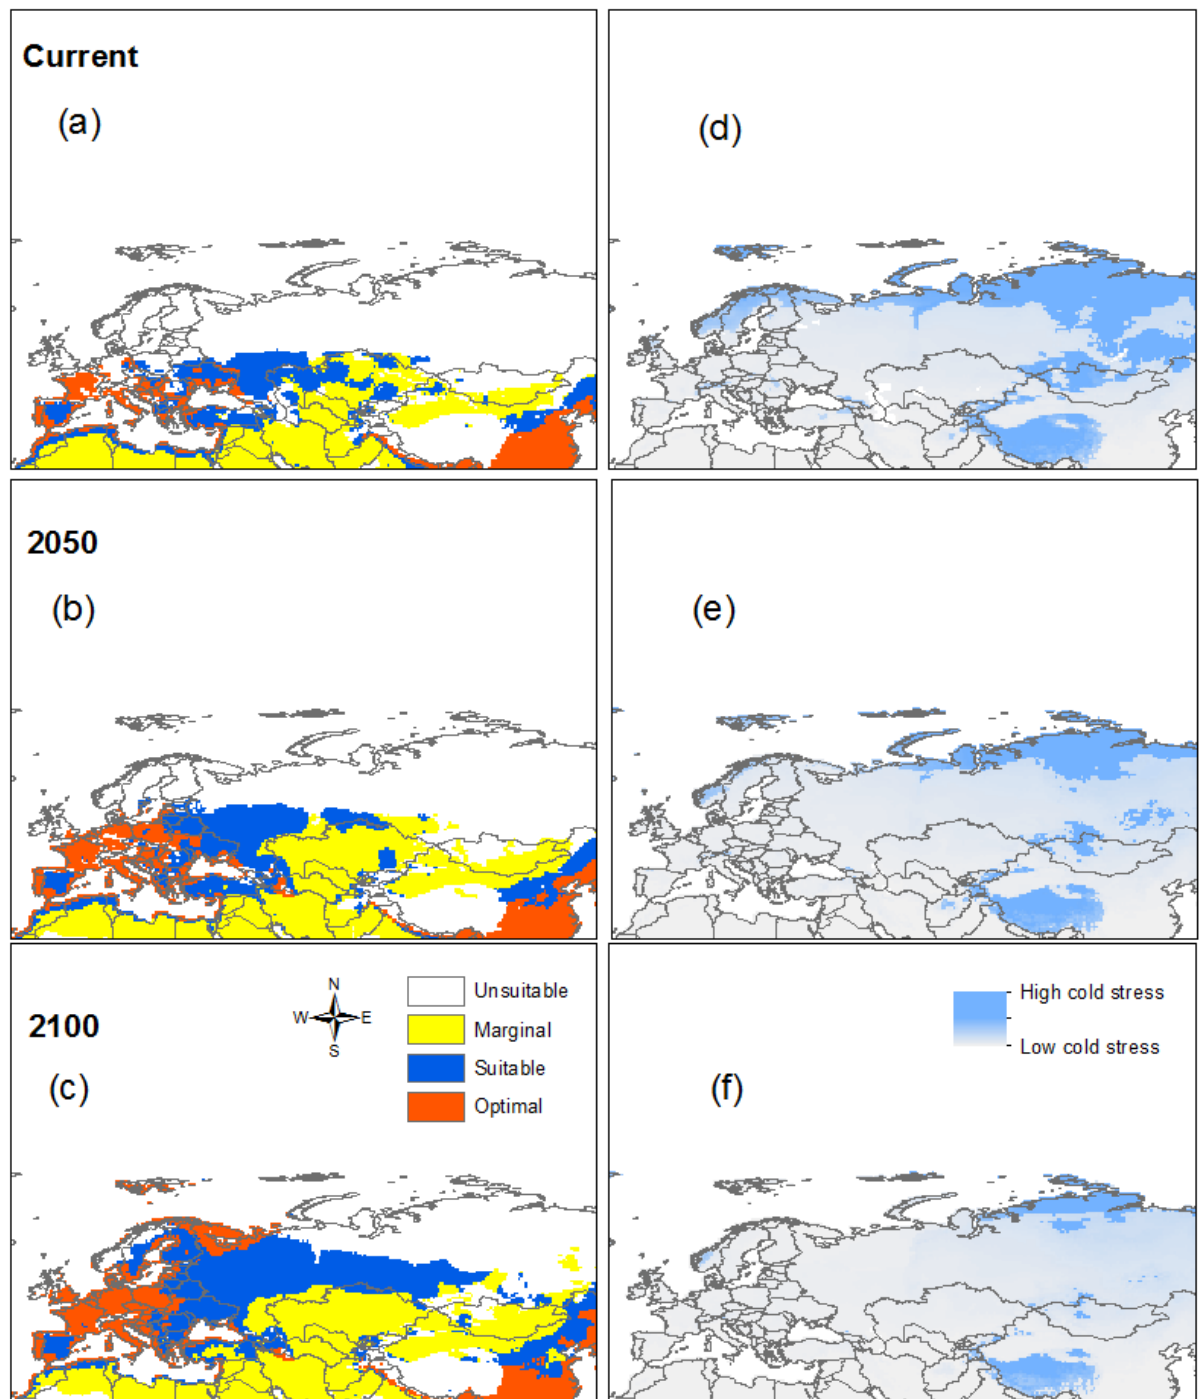 Current
(a)
(d)
2050
(b)
(e)
2100
(c)
N
W E
S
Unsuitable
Marginal
Suitable
Optimal
(f)
High cold stress
Low cold stress